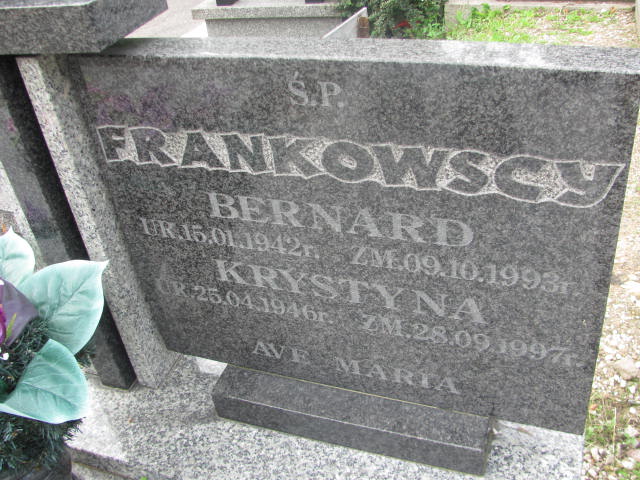 Ś.P.
FRANKOWSCY
BERNARD
UR.15.01.1942r. ZM.09.10.1993r.
KRYSTYNA
UR.25.04.1946r. ZM.28.09.1997r.
AVE MARIA